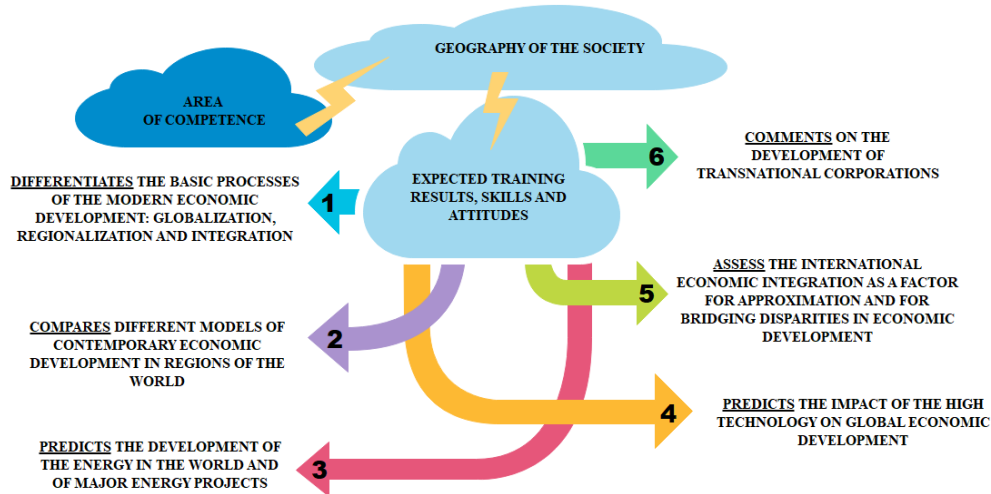 GEOGRAPHY OF THE SOCIETY
AREA
OF COMPETENCE
EXPECTED TRAINING
RESULTS, SKILLS AND
ATTITUDES
1
DIFFERENTIATES THE BASIC PROCESSES
OF THE MODERN ECONOMIC
DEVELOPMENT: GLOBALIZATION,
REGIONALIZATION AND INTEGRATION
2
COMPARES DIFFERENT MODELS OF
CONTEMPORARY ECONOMIC
DEVELOPMENT IN REGIONS OF THE
WORLD
3
PREDICTS THE DEVELOPMENT OF
THE ENERGY IN THE WORLD AND
OF MAJOR ENERGY PROJECTS
4
PREDICTS THE IMPACT OF THE HIGH
TECHNOLOGY ON GLOBAL ECONOMIC
DEVELOPMENT
5
ASSESS THE INTERNATIONAL
ECONOMIC INTEGRATION AS A FACTOR
FOR APPROXIMATION AND FOR
BRIDGING DISPARITIES IN ECONOMIC
DEVELOPMENT
6
COMMENTS ON THE
DEVELOPMENT OF
TRANSNATIONAL CORPORATIONS